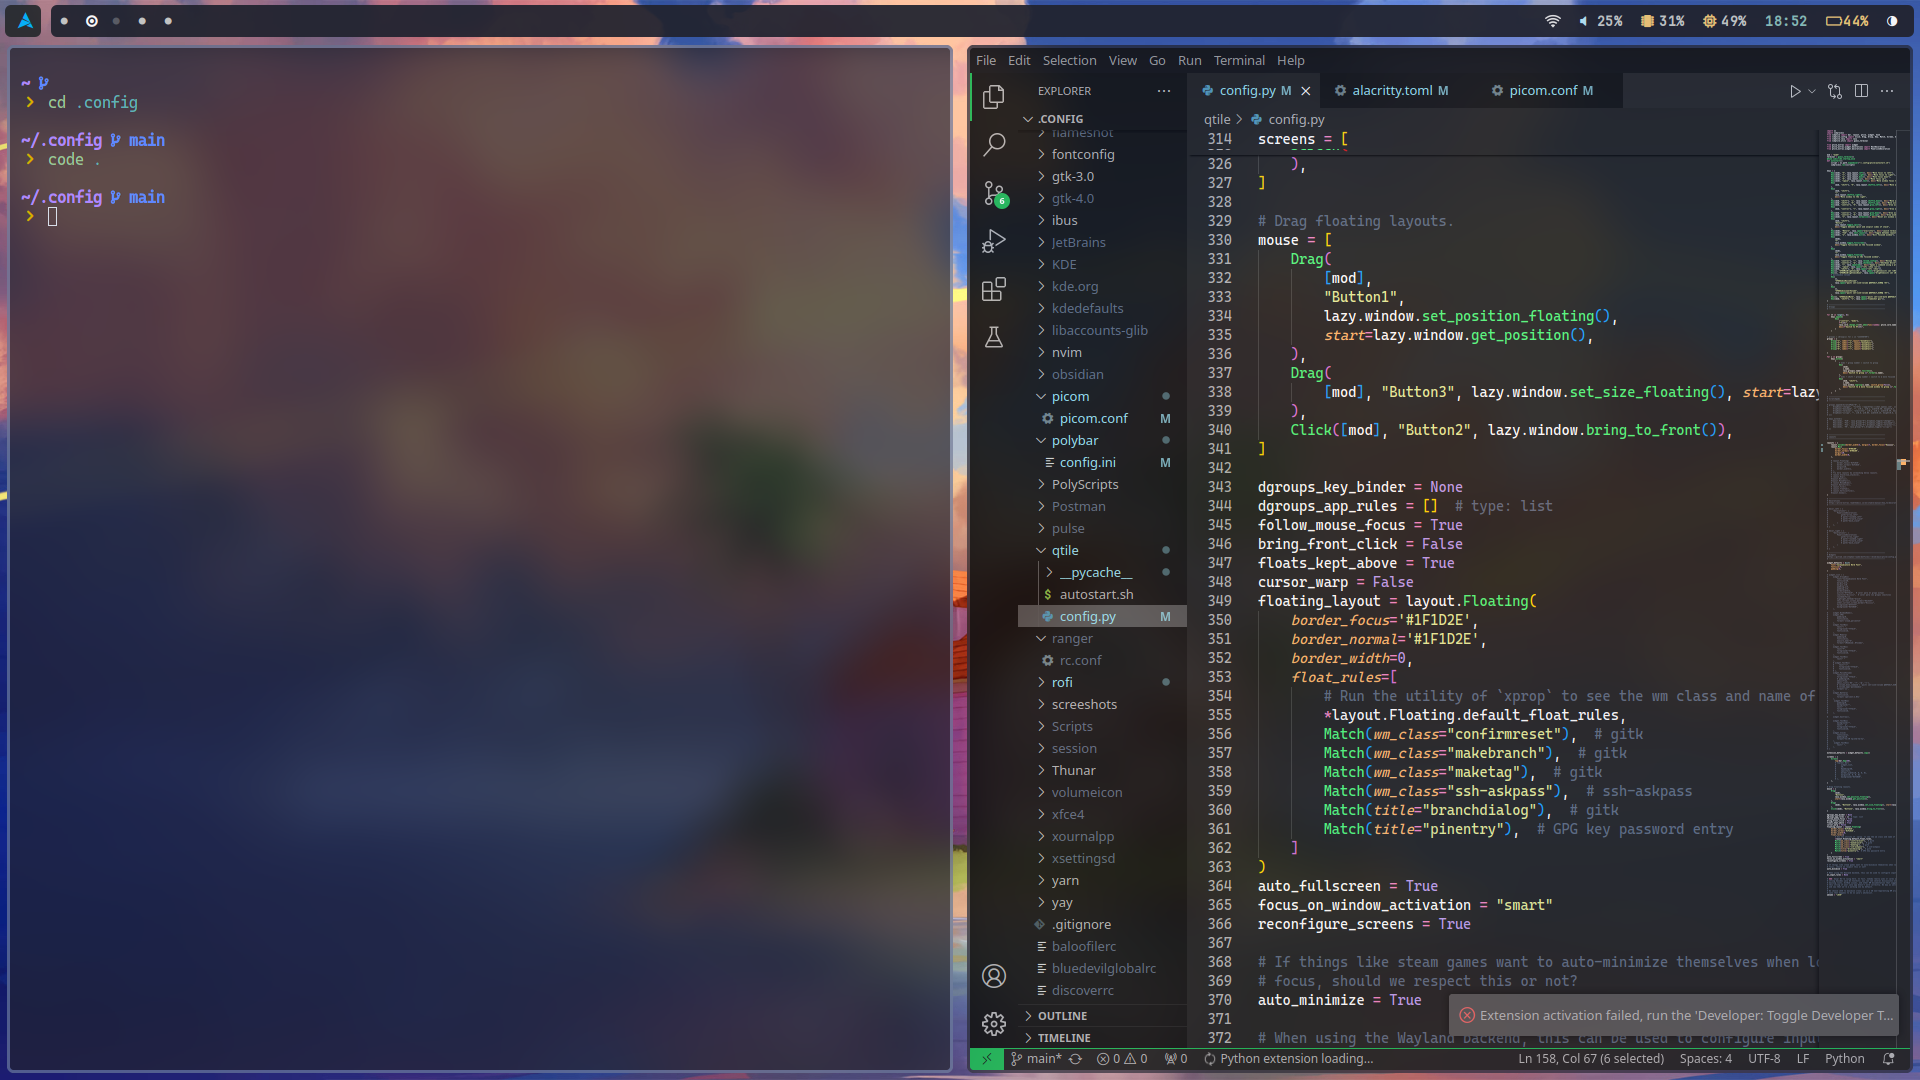 25% 31% 49% 18:52 44%
~
cd .config
~/.config main
code .
~/.config main
File Edit Selection View Go Run Terminal Help
EXPLORER
.CONFIG
flameshot
fontconfig
gtk-3.0
gtk-4.0
ibus
JetBrains
KDE
kde.org
kdedefaults
libaccounts-glib
nvim
obsidian
picom
picom.conf M
polybar
config.ini M
PolyScripts
Postman
pulse
qtile
__pycache__
autostart.sh
config.py M
ranger
rc.conf
rofi
screeshots
Scripts
session
Thunar
volumeicon
xfce4
xournalpp
xsettingsd
yarn
yay
.gitignore
baloofilerc
bluedevilglobalrc
discoverrc
OUTLINE
TIMELINE
6
config.py M alacritty.toml M picom.conf M
qtile > config.py
314 screens = [
326 ),
327 ]
328
329 # Drag floating layouts.
330 mouse = [
331 Drag(
332 [mod],
333 "Button1",
334 lazy.window.set_position_floating(),
335 start=lazy.window.get_position(),
336 ),
337 Drag(
338 [mod], "Button3", lazy.window.set_size_floating(), start=lazy
339 ),
340 Click([mod], "Button2", lazy.window.bring_to_front()),
341 ]
342
343 dgroups_key_binder = None
344 dgroups_app_rules = [] # type: list
345 follow_mouse_focus = True
346 bring_front_click = False
347 floats_kept_above = True
348 cursor_warp = False
349 floating_layout = layout.Floating(
350 border_focus='#1F1D2E',
351 border_normal='#1F1D2E',
352 border_width=0,
353 float_rules=[
354 # Run the utility of `xprop` to see the wm class and name of
355 *layout.Floating.default_float_rules,
356 Match(wm_class="confirmreset"), # gitk
357 Match(wm_class="makebranch"), # gitk
358 Match(wm_class="maketag"), # gitk
359 Match(wm_class="ssh-askpass"), # ssh-askpass
360 Match(title="branchdialog"), # gitk
361 Match(title="pinentry"), # GPG key password entry
362 ]
363 )
364 auto_fullscreen = True
365 focus_on_window_activation = "smart"
366 reconfigure_screens = True
367
368 # If things like steam games want to auto-minimize themselves when lo
369 # focus, should we respect this or not?
370 auto_minimize = True
371
372 # When using the Wayland backend, this can be used to configure inpu
Extension activation failed, run the 'Developer: Toggle Developer T...
main* 0 0 0 Python extension loading... Ln 158, Col 67 (6 selected) Spaces: 4 UTF-8 LF Python